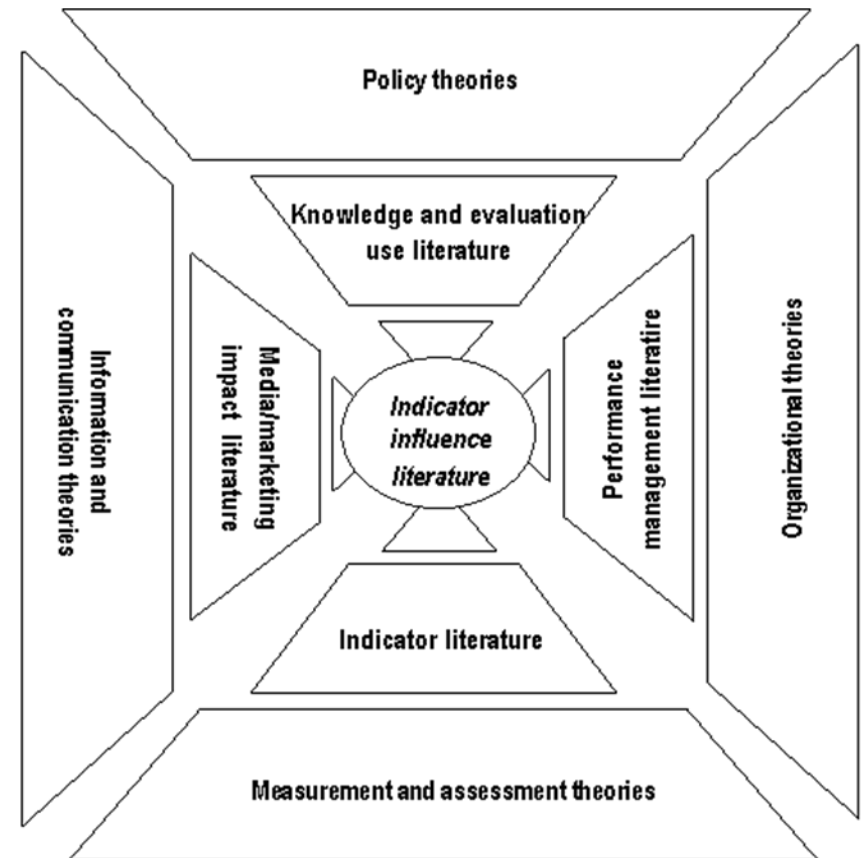 Policy theories
Knowledge and evaluation
use literature
Information and
communication theories
Media/marketing
impact literature
Indicator
influence
literature
Performance
management literatire
Organizational theories
Indicator literature
Measurement and assessment theories